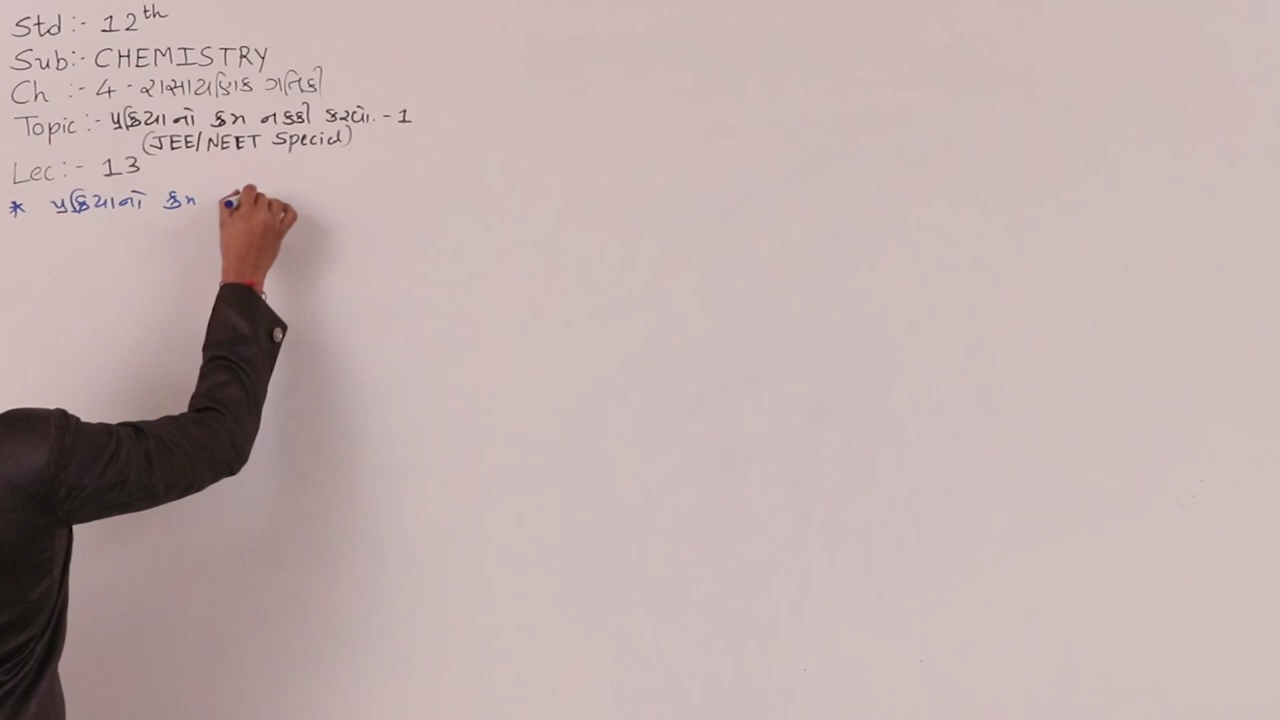 Std :- 12th
Sub:- CHEMISTRY
Ch :- 4 - રાસાયણિક ગતિકી
Topic :- પ્રક્રિયાનો ક્રમ નક્કી કરવો. - 1
(JEE/NEET Special)
Lec :- 13
* પ્રક્રિયાનો ક્રમ